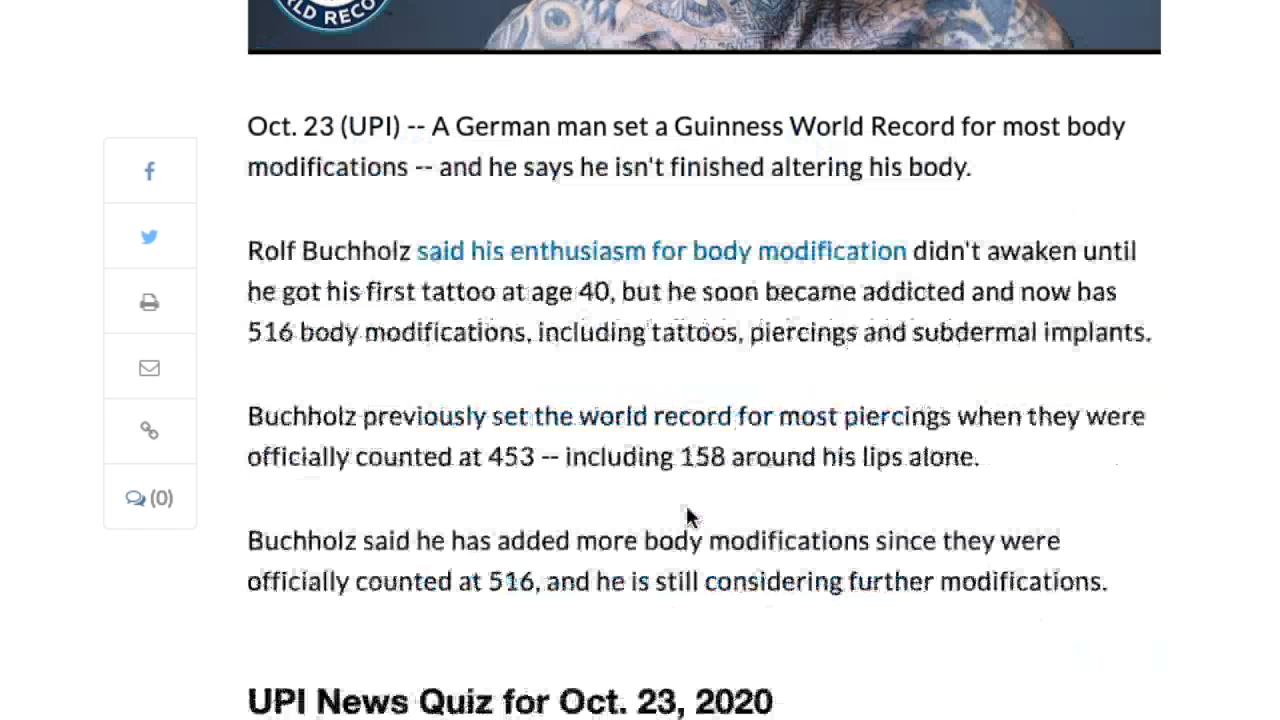 LD RECO
Oct. 23 (UPI) -- A German man set a Guinness World Record for most body
modifications -- and he says he isn't finished altering his body.
Rolf Buchholz said his enthusiasm for body modification didn't awaken until
he got his first tattoo at age 40, but he soon became addicted and now has
516 body modifications, including tattoos, piercings and subdermal implants.
Buchholz previously set the world record for most piercings when they were
officially counted at 453 -- including 158 around his lips alone.
(0)
Buchholz said he has added more body modifications since they were
officially counted at 516, and he is still considering further modifications.
UPI News Quiz for Oct. 23, 2020